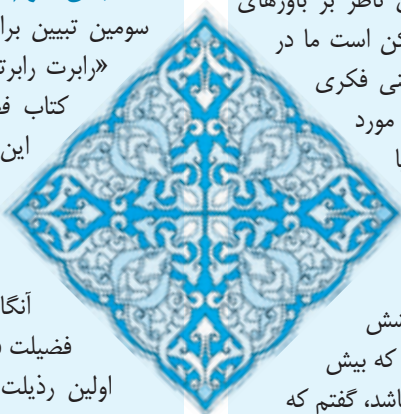 ناظر بر باورهای
کن است ما در
نی فکری
مورد
که بیش
باشد، گفتم که
سومین تبیین برا
«رابرت رابرت
کتاب
این
آنگا
فضیلت
اولین رذیلت